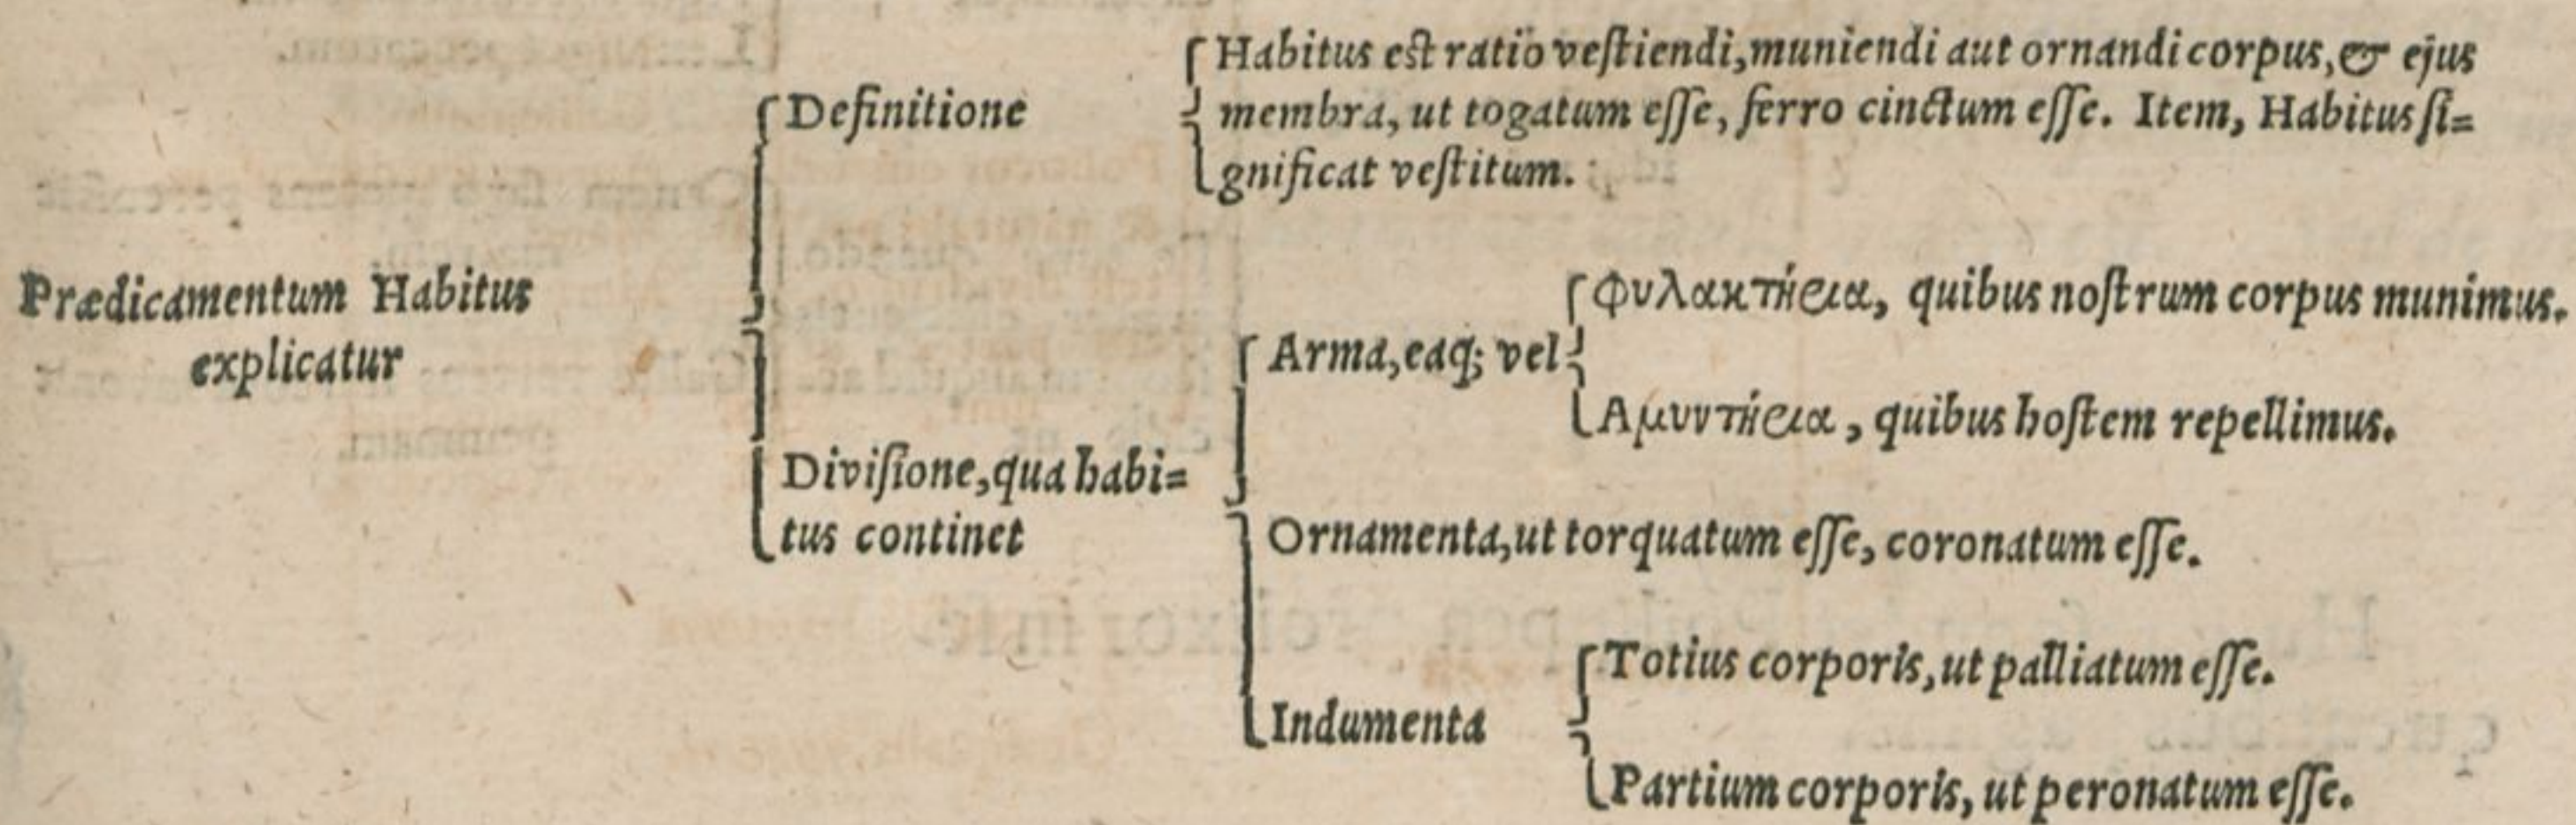 Prædicamentum Habitus
explicatur
Definitione
Habitus est ratio veſtiendi, muniendi aut ornandi corpus, & ejus
membra, ut togatum eſſe, ferro cinctum eſſe. Item, Habitus ſi=
gnificat veſtitum.
Diviſione, qua habi=
tus continet
Arma, eaq; vel
Φυλακτήρια, quibus noſtrum corpus munimus.
Αμυντήρια, quibus hoſtem repellimus.
Ornamenta, ut torquatum eſſe, coronatum eſſe.
Indumenta
Totius corporis, ut palliatum eſſe.
Partium corporis, ut peronatum eſſe.